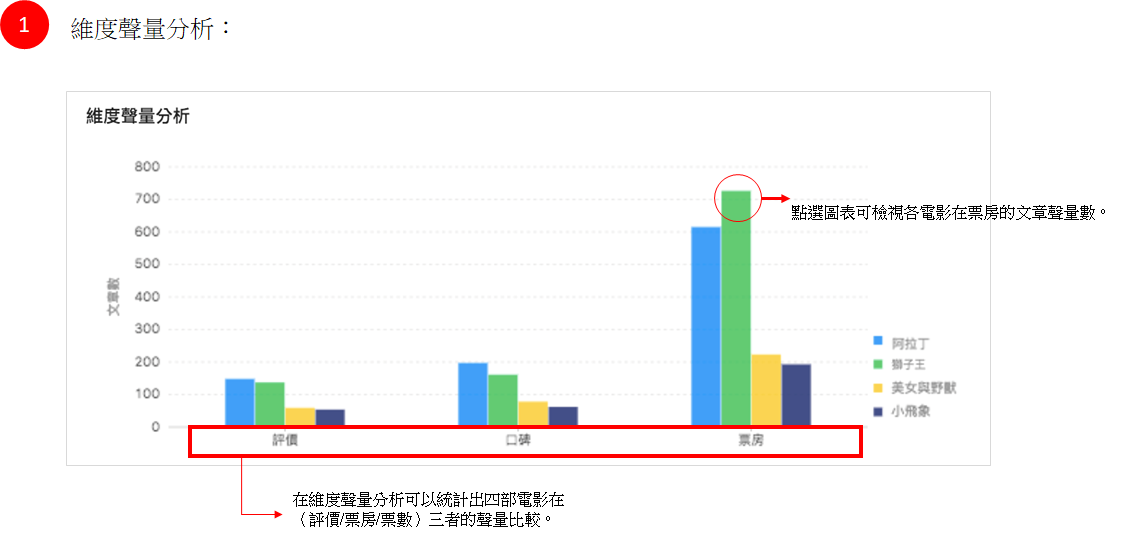 1
維度聲量分析：
維度聲量分析
800
700
600
500
400
300
200
100
0
文章數
評價
口碑
票房
阿拉丁
獅子王
美女與野獸
小飛象
點選圖表可檢視各電影在票房的文章聲量數。
在維度聲量分析可以統計出四部電影在
（評價/票房/票數）三者的聲量比較。